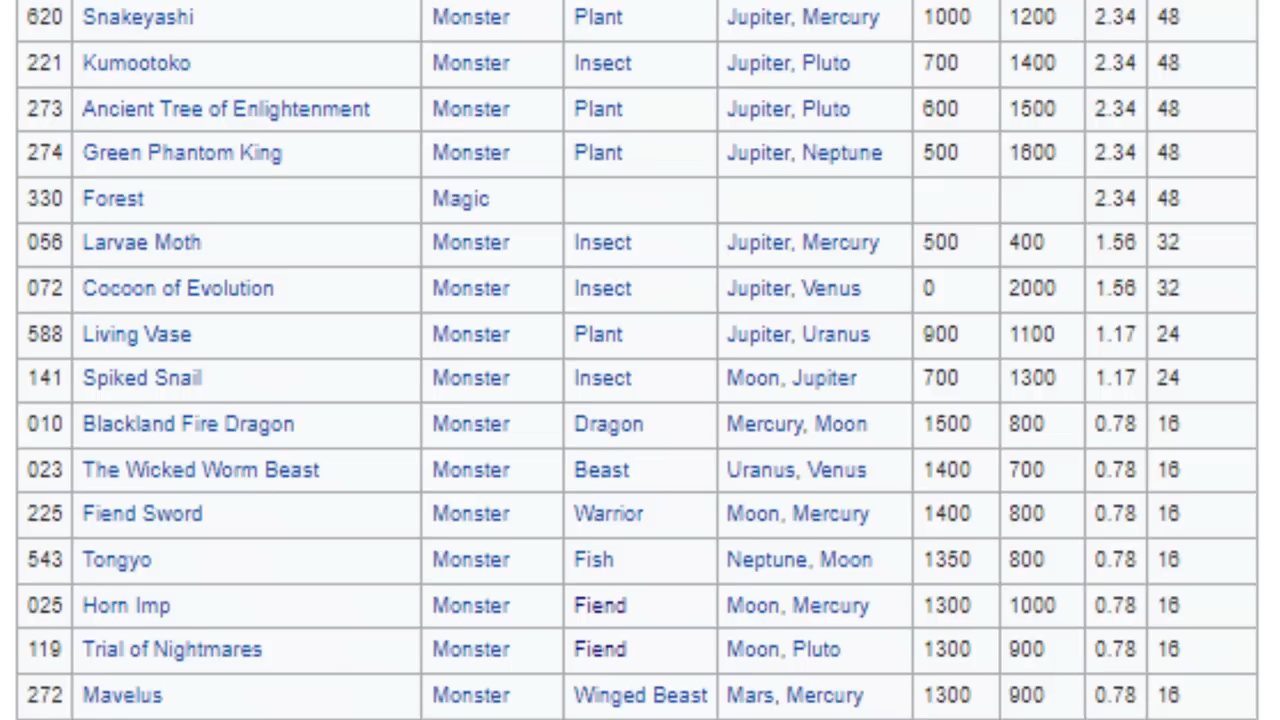 620 Snakeyashi Monster Plant Jupiter, Mercury 1000 1200 2.34 48
221 Kumootoko Monster Insect Jupiter, Pluto 700 1400 2.34 48
273 Ancient Tree of Enlightenment Monster Plant Jupiter, Pluto 600 1500 2.34 48
274 Green Phantom King Monster Plant Jupiter, Neptune 500 1600 2.34 48
330 Forest Magic 2.34 48
056 Larvae Moth Monster Insect Jupiter, Mercury 500 400 1.56 32
072 Cocoon of Evolution Monster Insect Jupiter, Venus 0 2000 1.56 32
588 Living Vase Monster Plant Jupiter, Uranus 900 1100 1.17 24
141 Spiked Snail Monster Insect Moon, Jupiter 700 1300 1.17 24
010 Blackland Fire Dragon Monster Dragon Mercury, Moon 1500 800 0.78 16
023 The Wicked Worm Beast Monster Beast Uranus, Venus 1400 700 0.78 16
225 Fiend Sword Monster Warrior Moon, Mercury 1400 800 0.78 16
543 Tongyo Monster Fish Neptune, Moon 1350 800 0.78 16
025 Horn Imp Monster Fiend Moon, Mercury 1300 1000 0.78 16
119 Trial of Nightmares Monster Fiend Moon, Pluto 1300 900 0.78 16
272 Mavelus Monster Winged Beast Mars, Mercury 1300 900 0.78 16